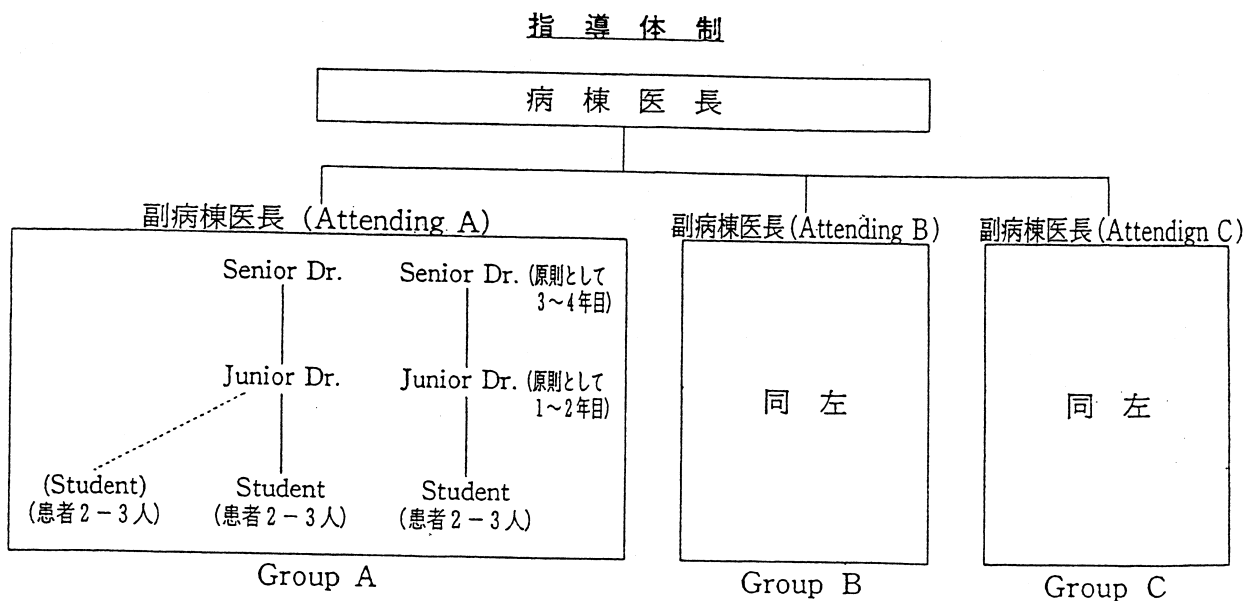 指導体制
病棟医長
副病棟医長 (Attending A)
Senior Dr.
Senior Dr. (原則として
3～4年目)
Junior Dr.
Junior Dr. (原則として
1～2年目)
(Student)
(患者2－3人)
Student
(患者2－3人)
Student
(患者2－3人)
Group A
副病棟医長(Attending B)
同左
Group B
副病棟医長(Attendign C)
同左
Group C